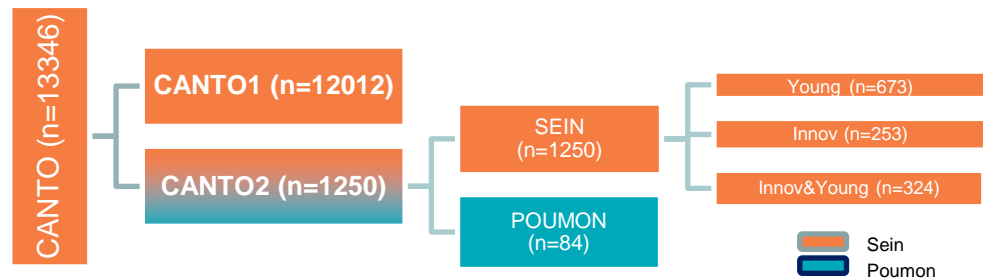 CANTO (n=13346)
CANTO1 (n=12012)
CANTO2 (n=1250)
SEIN
(n=1250)
POUMON
(n=84)
Young (n=673)
Innov (n=253)
Innov&Young (n=324)
Sein
Poumon